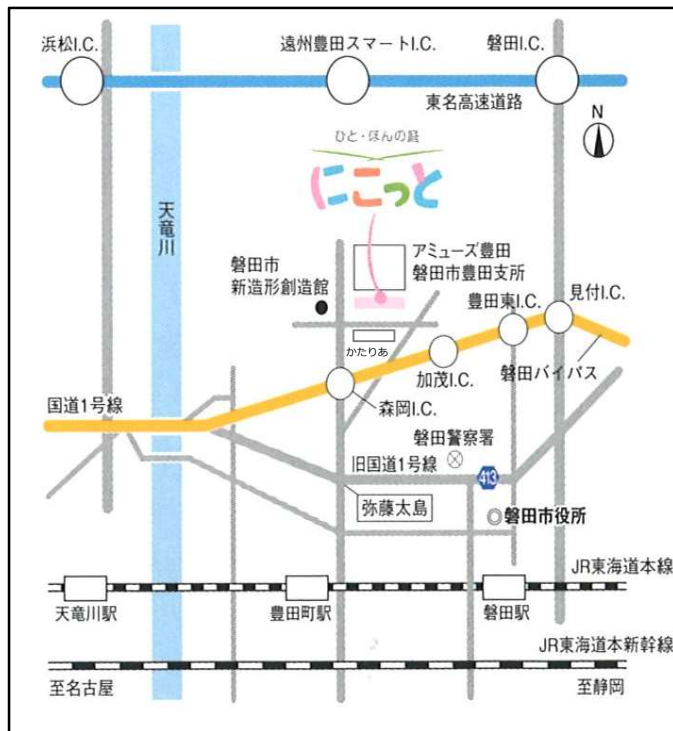 浜松I.C.
遠州豊田スマートI.C.
磐田I.C.
東名高速道路
N
ひと・ほんの庭
にこっと
天竜川
アミューズ豊田
磐田市豊田支所
磐田市
新造形創造館
豊田東I.C.
見付I.C.
かたりあ
加茂I.C.
磐田バイパス
国道1号線
森岡I.C.
磐田警察署
旧国道1号線
413
弥藤太島
磐田市役所
JR東海道本線
天竜川駅
豊田町駅
磐田駅
JR東海道本新幹線
至名古屋
至静岡